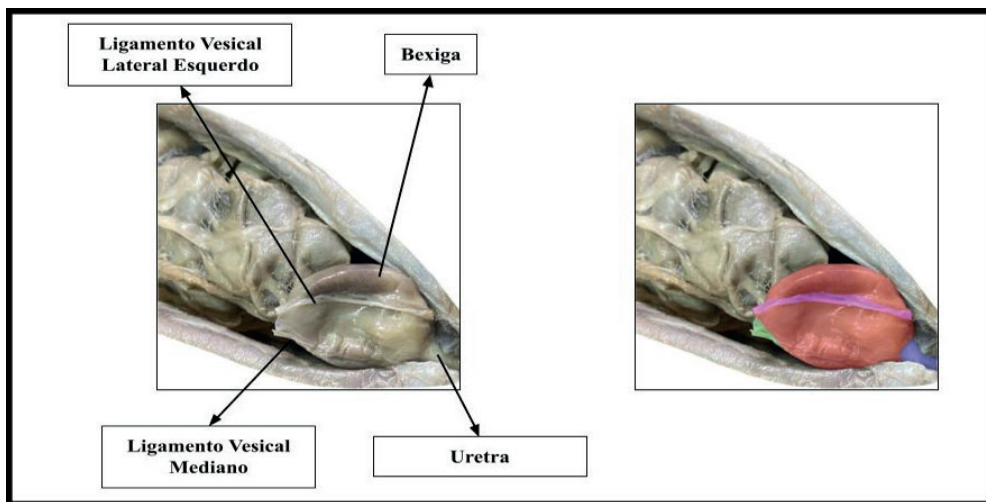 Ligamento Vesical
Lateral Esquerdo
Bexiga
Ligamento Vesical
Mediano
Uretra